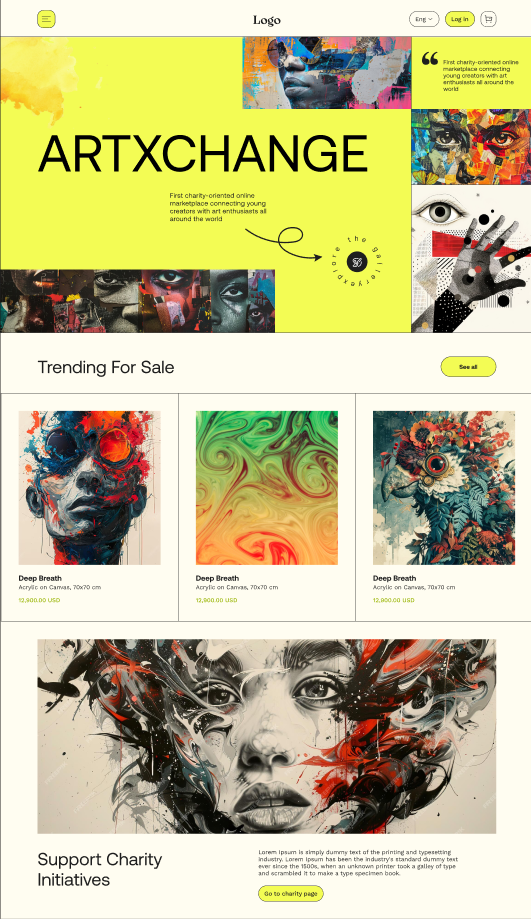 Logo
Eng
Log in
First charity-oriented online
marketplace connecting
young creators with art
enthusiasts all around the
world
ARTXCHANGE
First charity-oriented online
marketplace connecting young
creators with art enthusiasts all
around the world
explore the gallery
Trending For Sale
See all
Deep Breath
Acrylic on Canvas, 70x70 cm
12,900.00 USD
Deep Breath
Acrylic on Canvas, 70x70 cm
12,900.00 USD
Deep Breath
Acrylic on Canvas, 70x70 cm
12,900.00 USD
Support Charity
Initiatives
Lorem Ipsum is simply dummy text of the printing and typesetting
industry. Lorem Ipsum has been the industry's standard dummy text
ever since the 1500s, when an unknown printer took a galley of type
and scrambled it to make a type specimen book.
Go to charity page